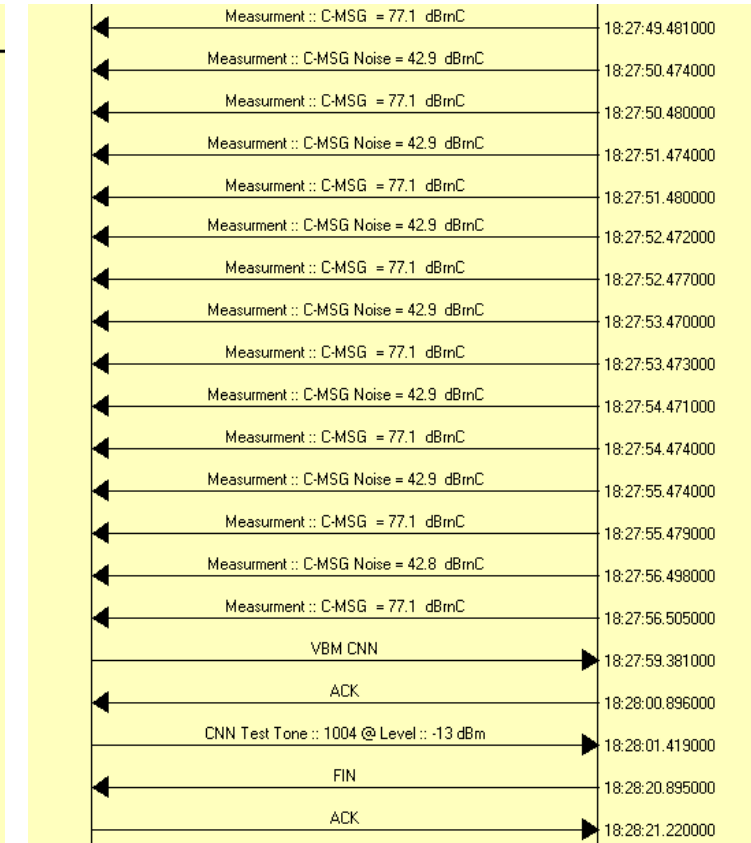 Measurment :: C-MSG  = 77.1  dBrnC
18:27:49.481000
Measurment :: C-MSG Noise = 42.9  dBrnC
18:27:50.474000
Measurment :: C-MSG  = 77.1  dBrnC
18:27:50.480000
Measurment :: C-MSG Noise = 42.9  dBrnC
18:27:51.474000
Measurment :: C-MSG  = 77.1  dBrnC
18:27:51.480000
Measurment :: C-MSG Noise = 42.9  dBrnC
18:27:52.472000
Measurment :: C-MSG  = 77.1  dBrnC
18:27:52.477000
Measurment :: C-MSG Noise = 42.9  dBrnC
18:27:53.470000
Measurment :: C-MSG  = 77.1  dBrnC
18:27:53.473000
Measurment :: C-MSG Noise = 42.9  dBrnC
18:27:54.471000
Measurment :: C-MSG  = 77.1  dBrnC
18:27:54.474000
Measurment :: C-MSG Noise = 42.9  dBrnC
18:27:55.474000
Measurment :: C-MSG  = 77.1  dBrnC
18:27:55.479000
Measurment :: C-MSG Noise = 42.8  dBrnC
18:27:56.498000
Measurment :: C-MSG  = 77.1  dBrnC
18:27:56.505000
VBM CNN
18:27:59.381000
ACK
18:28:00.896000
CNN Test Tone :: 1004 @ Level :: -13 dBm
18:28:01.419000
FIN
18:28:20.895000
ACK
18:28:21.220000